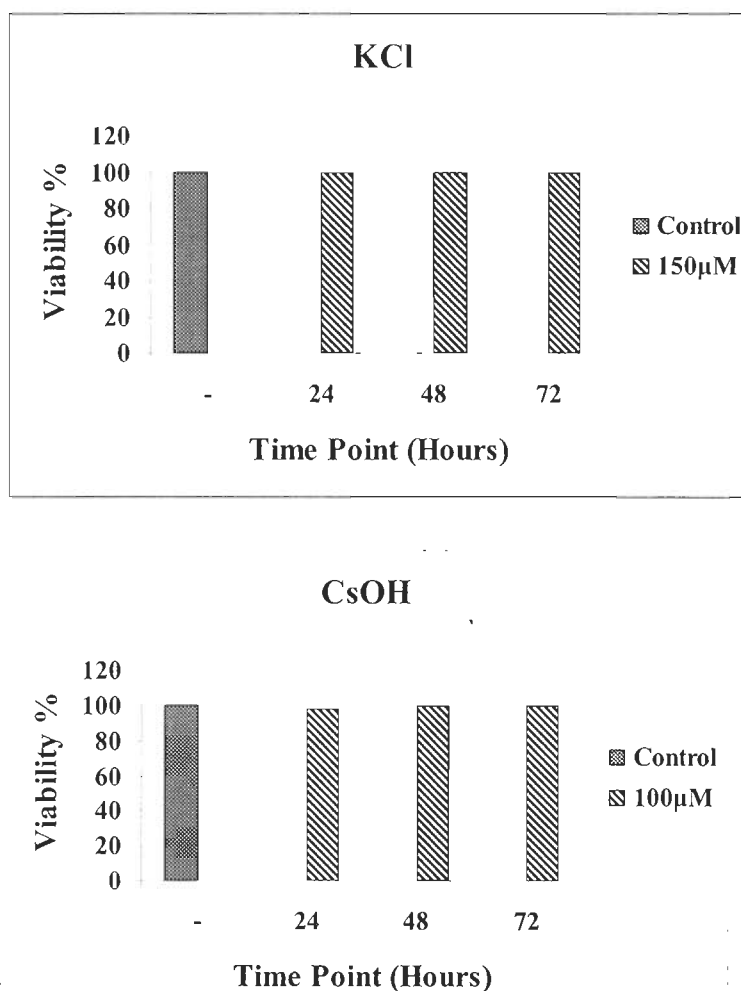 KCl
120
100
80
60
40
20
0
Viability %
- 24 48 72
Time Point (Hours)
Control
150μM
CsOH
120
100
80
60
40
20
0
Viability %
- 24 48 72
Time Point (Hours)
Control
100μM